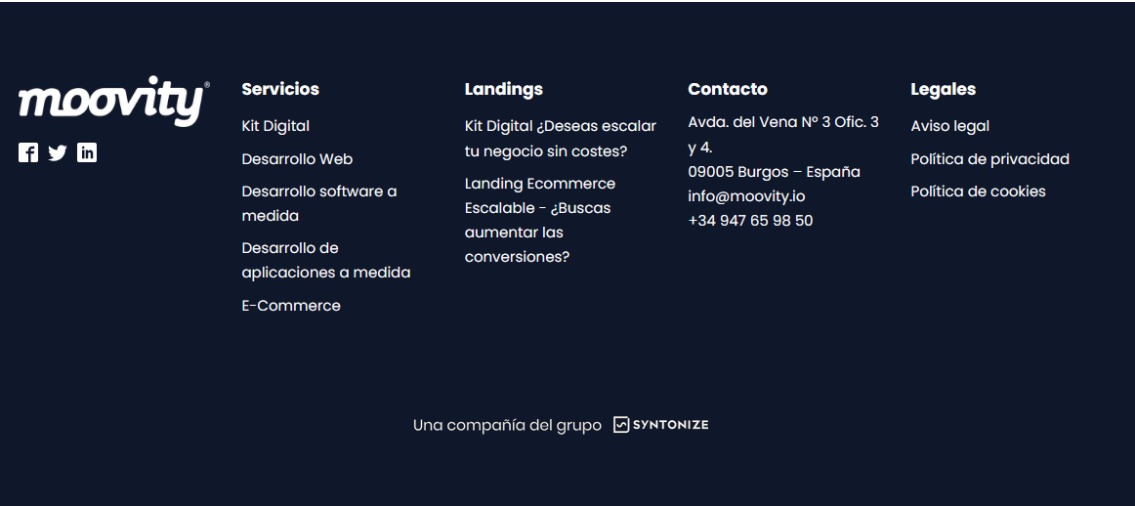 moovity®
Servicios
Kit Digital
Desarrollo Web
Desarrollo software a
medida
Desarrollo de
aplicaciones a medida
E-Commerce
Landings
Kit Digital ¿Deseas escalar
tu negocio sin costes?
Landing Ecommerce
Escalable - ¿Buscas
aumentar las
conversiones?
Contacto
Avda. del Vena Nº 3 Ofic. 3
y 4.
09005 Burgos – España
info@moovity.io
+34 947 65 98 50
Legales
Aviso legal
Política de privacidad
Política de cookies
Una compañía del grupo SYNTONIZE